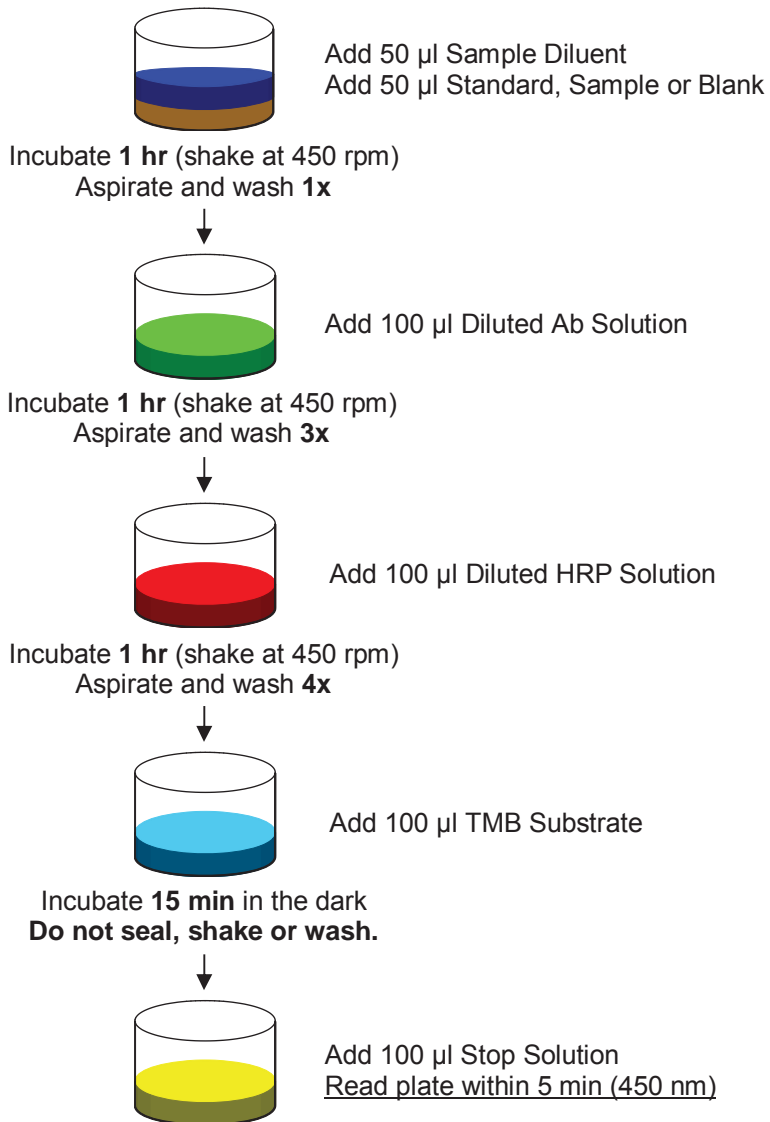 Add 50 µl Sample Diluent
Add 50 µl Standard, Sample or Blank
Incubate 1 hr (shake at 450 rpm)
Aspirate and wash 1x
Add 100 µl Diluted Ab Solution
Incubate 1 hr (shake at 450 rpm)
Aspirate and wash 3x
Add 100 µl Diluted HRP Solution
Incubate 1 hr (shake at 450 rpm)
Aspirate and wash 4x
Add 100 µl TMB Substrate
Incubate 15 min in the dark
Do not seal, shake or wash.
Add 100 µl Stop Solution
Read plate within 5 min (450 nm)